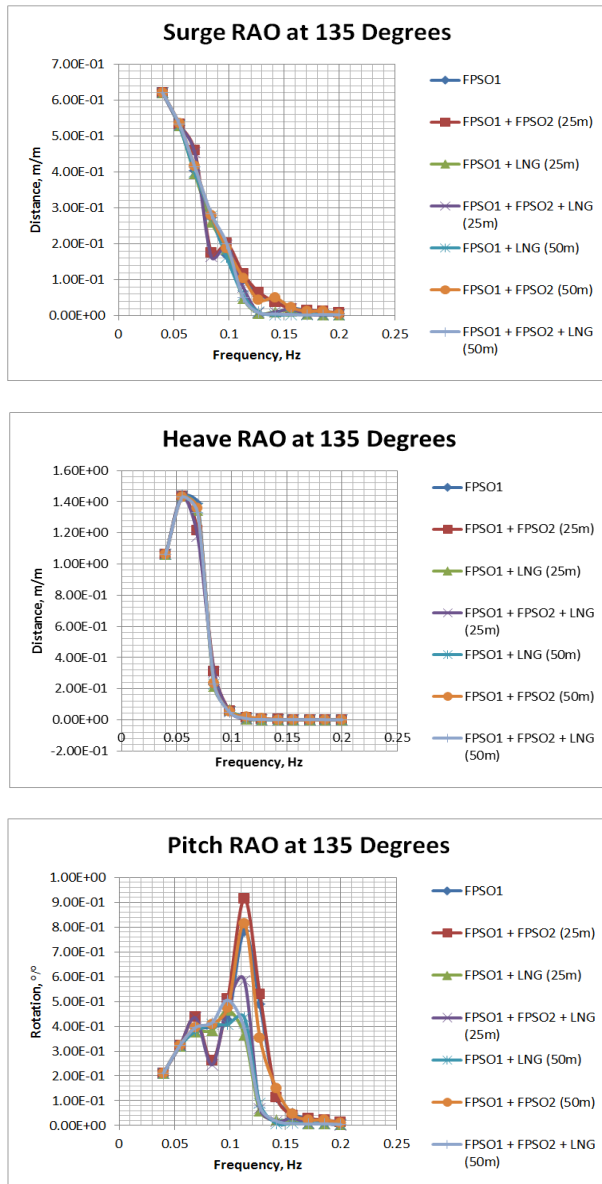 Surge RAO at 135 Degrees
7.00E-01
6.00E-01
5.00E-01
4.00E-01
3.00E-01
2.00E-01
1.00E-01
0.00E+00
Distance, m/m
0
0.05
0.1
0.15
0.2
0.25
Frequency, Hz
FPSO1
FPSO1 + FPSO2 (25m)
FPSO1 + LNG (25m)
FPSO1 + FPSO2 + LNG
(25m)
FPSO1 + LNG (50m)
FPSO1 + FPSO2 (50m)
FPSO1 + FPSO2 + LNG
(50m)
Heave RAO at 135 Degrees
1.60E+00
1.40E+00
1.20E+00
1.00E+00
8.00E-01
6.00E-01
4.00E-01
2.00E-01
0.00E+00
-2.00E-01
Distance, m/m
0
0.05
0.1
0.15
0.2
0.25
Frequency, Hz
FPSO1
FPSO1 + FPSO2 (25m)
FPSO1 + LNG (25m)
FPSO1 + FPSO2 + LNG
(25m)
FPSO1 + LNG (50m)
FPSO1 + FPSO2 (50m)
FPSO1 + FPSO2 + LNG
(50m)
Pitch RAO at 135 Degrees
1.00E+00
9.00E-01
8.00E-01
7.00E-01
6.00E-01
5.00E-01
4.00E-01
3.00E-01
2.00E-01
1.00E-01
0.00E+00
Rotation, °/°
0
0.05
0.1
0.15
0.2
0.25
Frequency, Hz
FPSO1
FPSO1 + FPSO2 (25m)
FPSO1 + LNG (25m)
FPSO1 + FPSO2 + LNG
(25m)
FPSO1 + LNG (50m)
FPSO1 + FPSO2 (50m)
FPSO1 + FPSO2 + LNG
(50m)